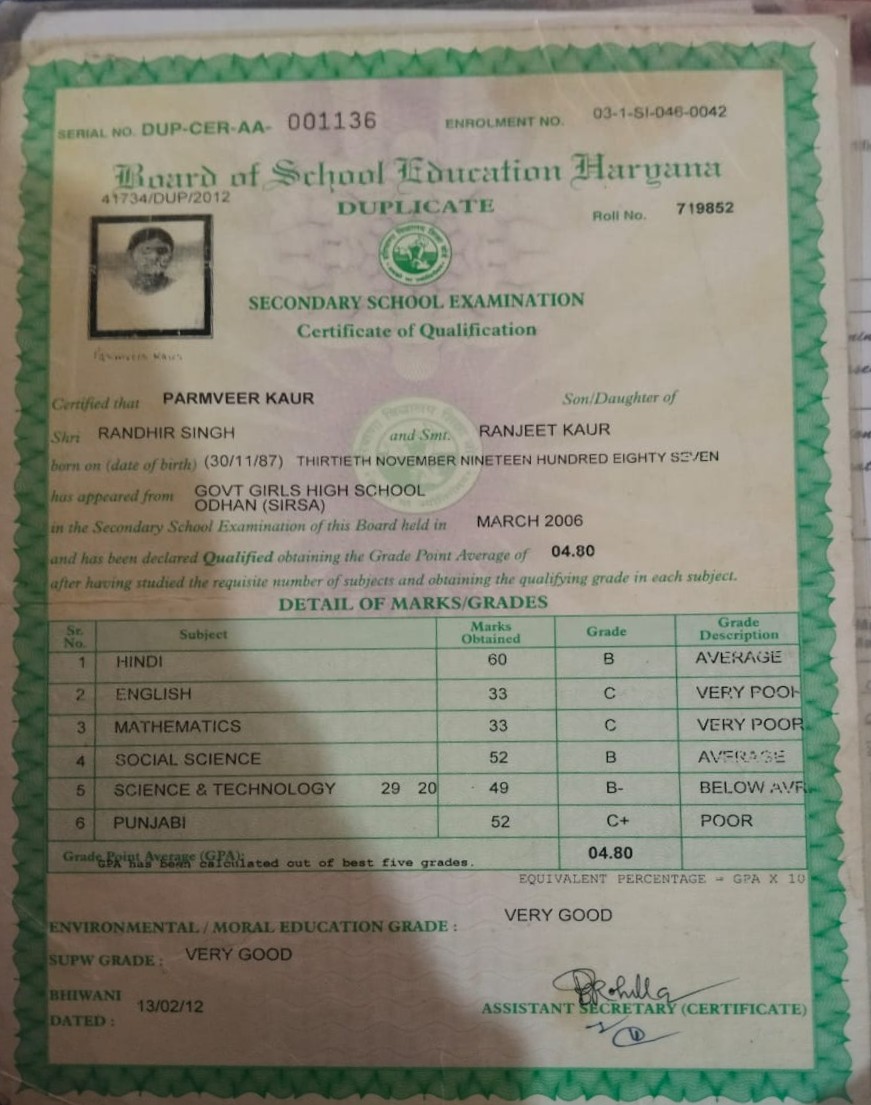 SERIAL NO. DUP-CER-AA- 001136 ENROLMENT NO. 03-1-SI-046-0042
Board of School Education Haryana
41734/DUP/2012
DUPLICATE
Roll No. 719852
SECONDARY SCHOOL EXAMINATION
Certificate of Qualification
Parmveer Kaur
Certified that PARMVEER KAUR Son/Daughter of
Shri RANDHIR SINGH and Smt. RANJEET KAUR
born on (date of birth) (30/11/87) THIRTIETH NOVEMBER NINETEEN HUNDRED EIGHTY SEVEN
has appeared from GOVT GIRLS HIGH SCHOOL
ODHAN (SIRSA)
in the Secondary School Examination of this Board held in MARCH 2006
and has been declared Qualified obtaining the Grade Point Average of 04.80
after having studied the requisite number of subjects and obtaining the qualifying grade in each subject.
DETAIL OF MARKS/GRADES
Sr. No. Subject Marks Obtained Grade Grade Description
1 HINDI 60 B AVERAGE
2 ENGLISH 33 C VERY POOR
3 MATHEMATICS 33 C VERY POOR
4 SOCIAL SCIENCE 52 B AVERAGE
5 SCIENCE & TECHNOLOGY 29 20 49 B- BELOW AVR
6 PUNJABI 52 C+ POOR
Grade Point Average (GPA): 04.80
GPA has been calculated out of best five grades.
EQUIVALENT PERCENTAGE = GPA X 10
ENVIRONMENTAL / MORAL EDUCATION GRADE : VERY GOOD
SUPW GRADE : VERY GOOD
BHIWANI
DATED : 13/02/12
ASSISTANT SECRETARY (CERTIFICATE)